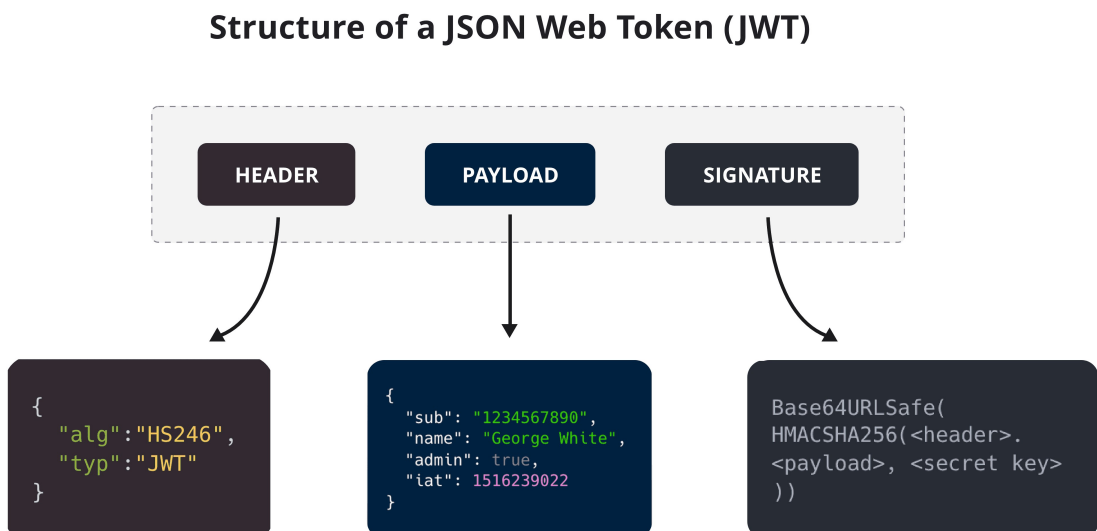 Structure of a JSON Web Token (JWT)
HEADER
PAYLOAD
SIGNATURE
{
"alg":"HS246",
"typ":"JWT"
}
{
"sub": "1234567890",
"name": "George White",
"admin": true,
"iat": 1516239022
}
Base64URLSafe(
HMACSHA256(<header>.
<payload>, <secret key>
))